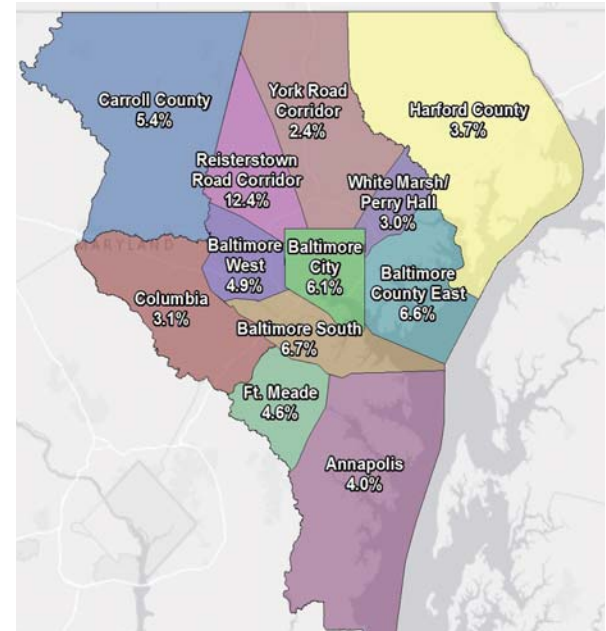 York Road
Corridor
2.4%
Carroll County
5.4%
Harford County
3.7%
Reisterstown
Road Corridor
12.4%
White Marsh/
Perry Hall
3.0%
MARYLAND
Baltimore
West
4.9%
Baltimore
City
6.1%
Baltimore
County East
6.6%
Columbia
3.1%
Baltimore South
6.7%
Ft. Meade
4.6%
Annapolis
4.0%